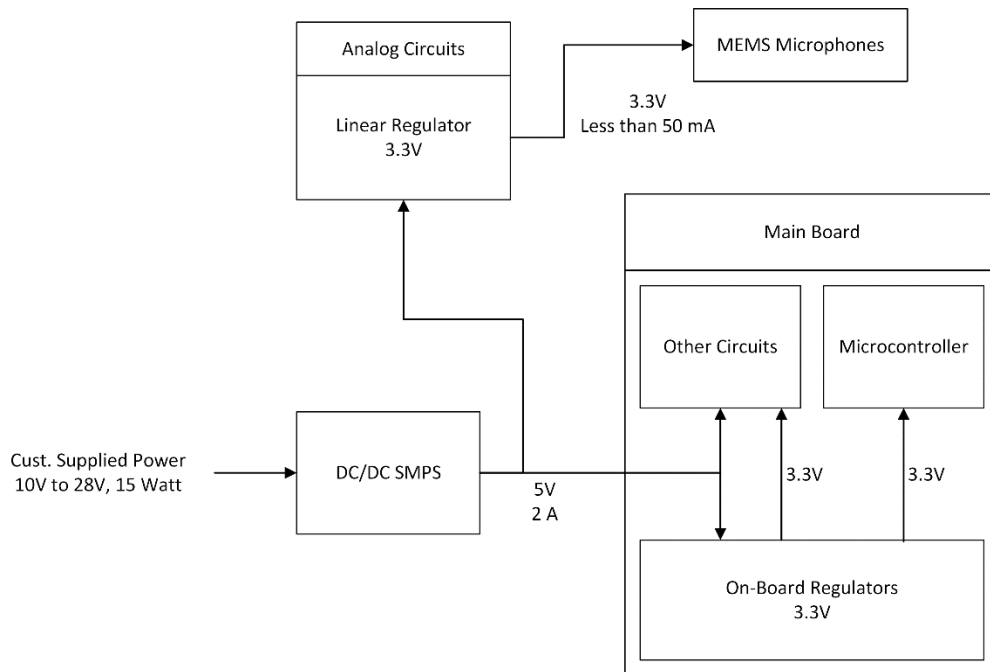 Analog Circuits
Linear Regulator
3.3V
MEMS Microphones
3.3V
Less than 50 mA
Main Board
Other Circuits
Microcontroller
Cust. Supplied Power
10V to 28V, 15 Watt
DC/DC SMPS
5V
2 A
3.3V
3.3V
On-Board Regulators
3.3V